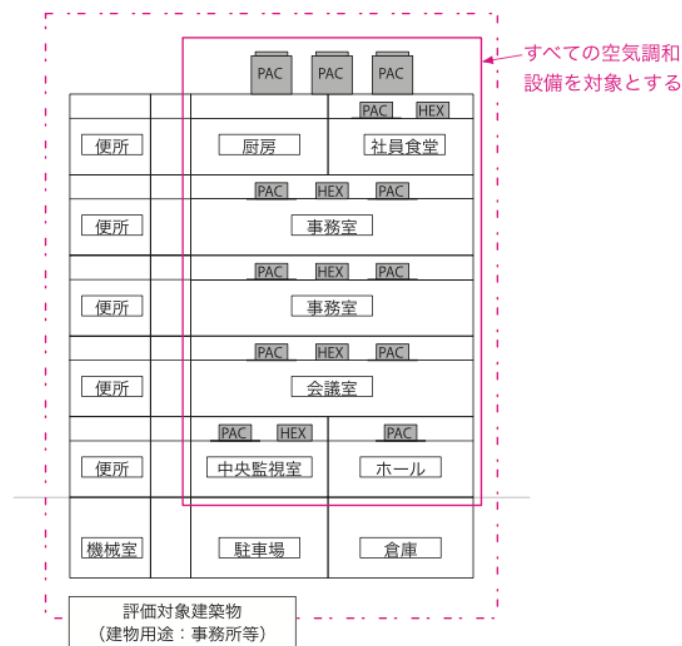 すべての空気調和
設備を対象とする
PAC PAC PAC
PAC HEX
便所 厨房 社員食堂
PAC HEX PAC
便所 事務室
PAC HEX PAC
便所 事務室
PAC HEX PAC
便所 会議室
PAC HEX PAC
便所 中央監視室 ホール
機械室 駐車場 倉庫
評価対象建築物
（建物用途：事務所等）